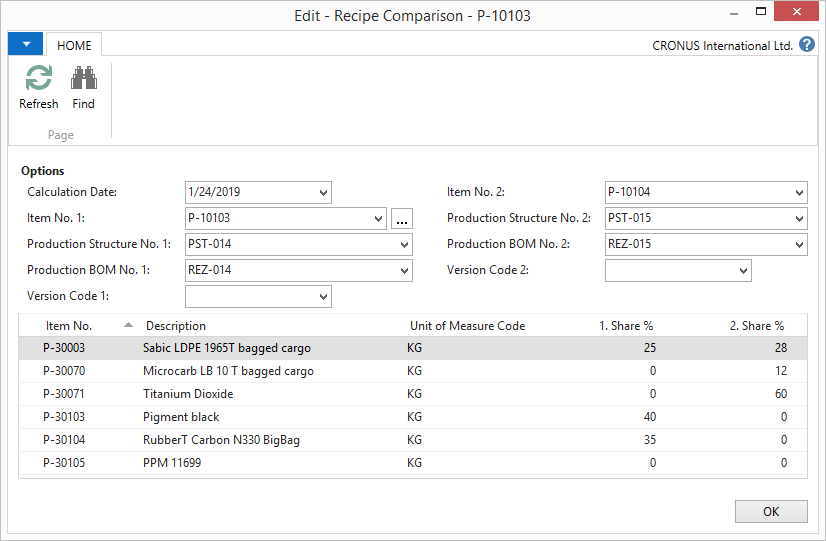 Edit - Recipe Comparison - P-10103
HOME
CRONUS International Ltd. ?
Refresh Find
Page
Options
Calculation Date: 1/24/2019 Item No. 2: P-10104
Item No. 1: P-10103 ... Production Structure No. 2: PST-015
Production Structure No. 1: PST-014 Production BOM No. 2: REZ-015
Production BOM No. 1: REZ-014 Version Code 2:
Version Code 1:
Item No. Description Unit of Measure Code 1. Share % 2. Share %
P-30003 Sabic LDPE 1965T bagged cargo KG 25 28
P-30070 Microcarb LB 10 T bagged cargo KG 0 12
P-30071 Titanium Dioxide KG 0 60
P-30103 Pigment black KG 40 0
P-30104 RubberT Carbon N330 BigBag KG 35 0
P-30105 PPM 11699 KG 0 0
OK